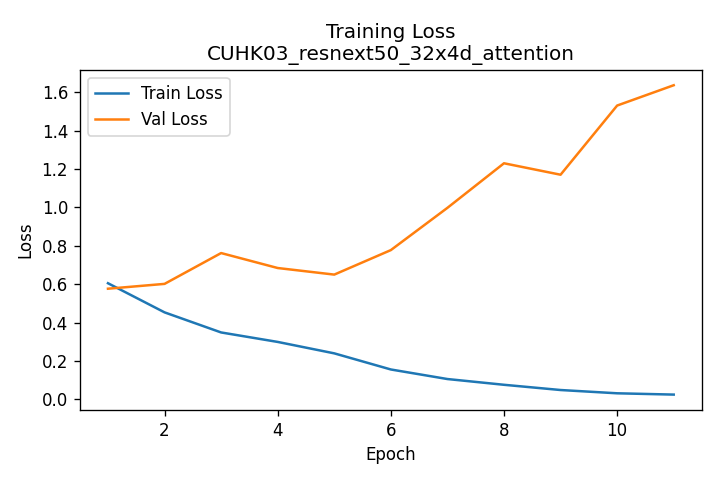 Training Loss
CUHK03_resnext50_32x4d_attention
Train Loss
Val Loss
1.6
1.4
1.2
1.0
0.8
0.6
0.4
0.2
0.0
Loss
2 4 6 8 10
Epoch